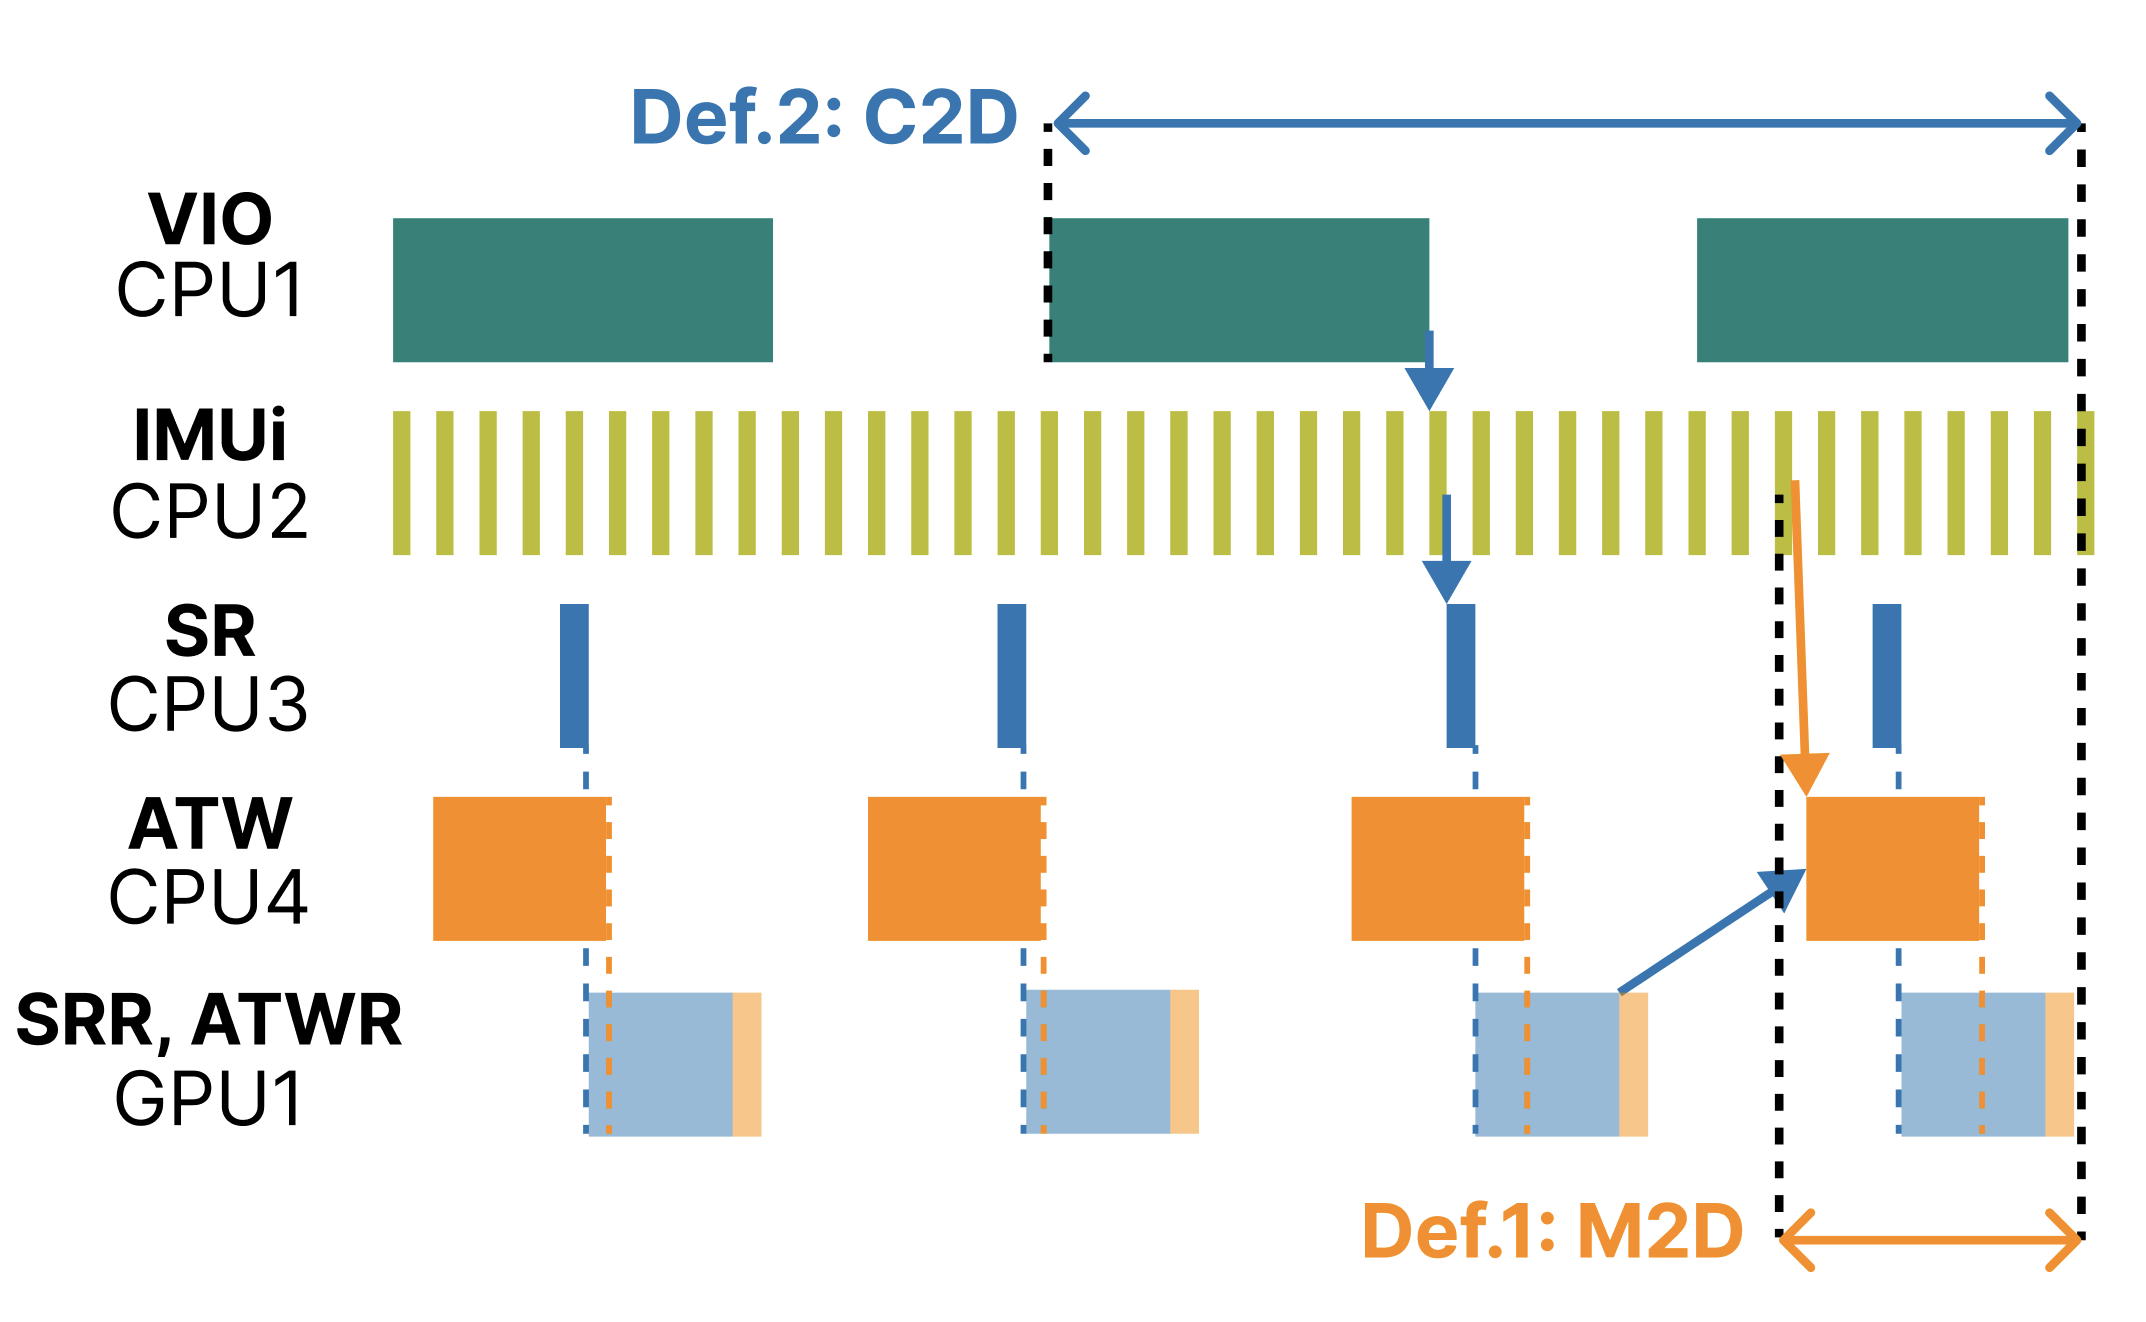 Def.2: C2D
VIO
CPU1
IMUi
CPU2
SR
CPU3
ATW
CPU4
SRR, ATWR
GPU1
Def.1: M2D